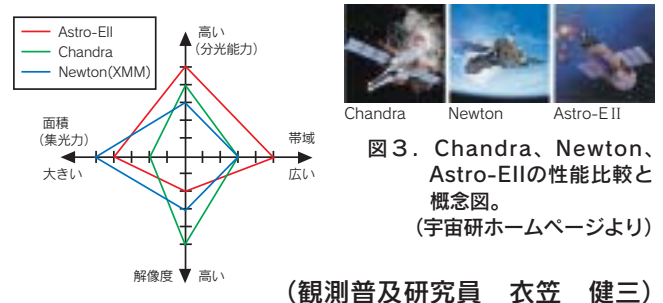 Astro-EII
Chandra
Newton(XMM)
高い
(分光能力)
面積
(集光力)
大きい
帯域
広い
解像度
高い
Chandra
Newton
Astro-EII
図3．Chandra、Newton、
Astro-EIIの性能比較と
概念図。
(宇宙研ホームページより)
(観測普及研究員　衣笠　健三)